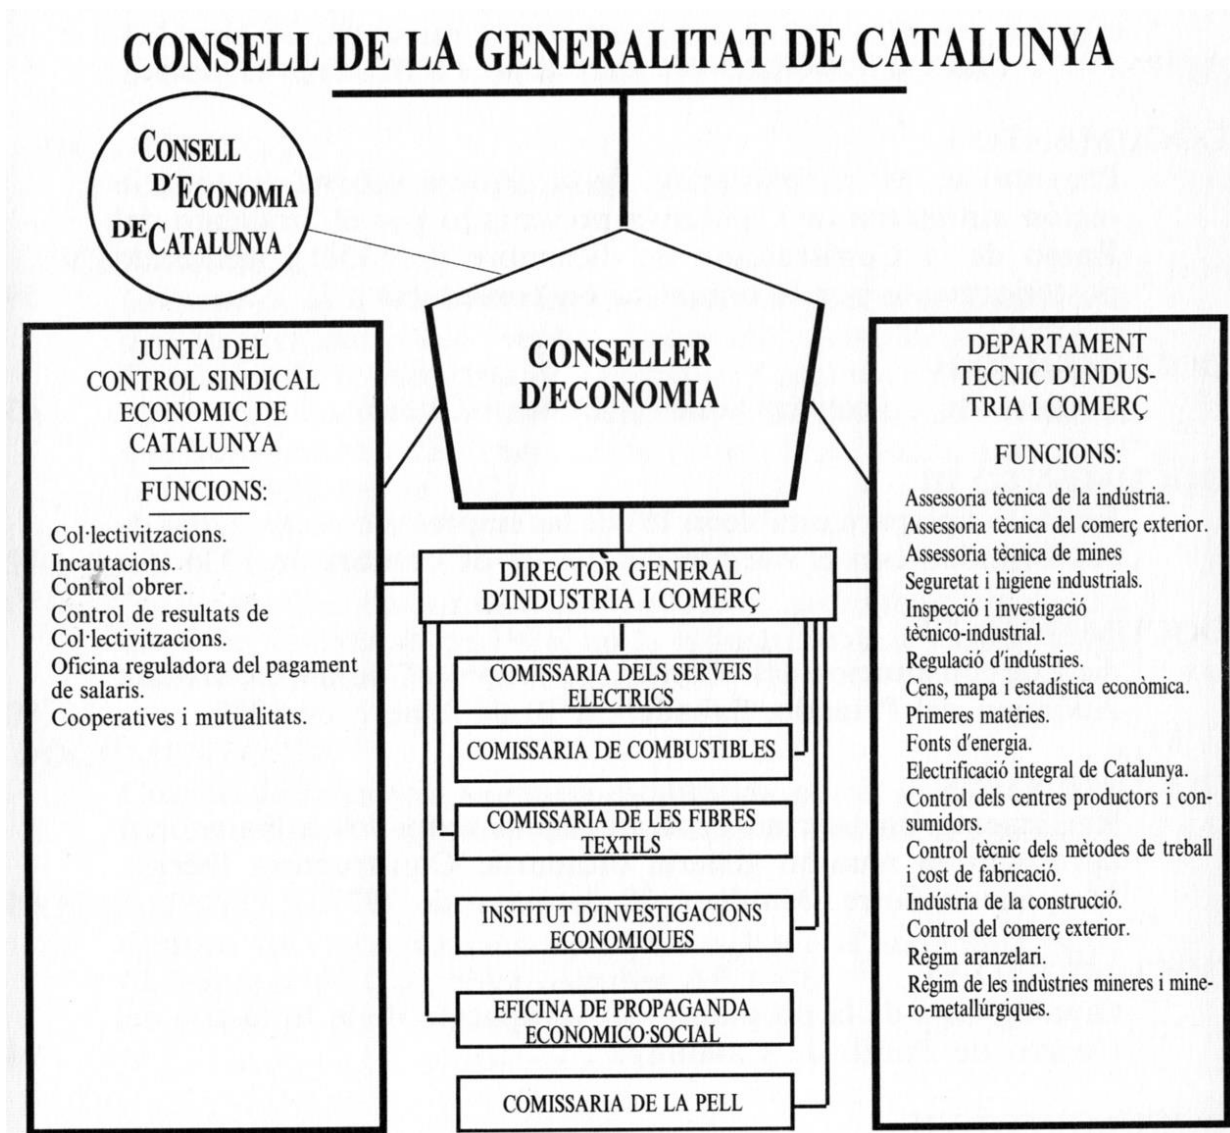 CONSELL DE LA GENERALITAT DE CATALUNYA
CONSELL
D'ECONOMIA
DE CATALUNYA
JUNTA DEL
CONTROL SINDICAL
ECONOMIC DE
CATALUNYA
FUNCIONS:
Col·lectivitzacions.
Incautacions.
Control obrer.
Control de resultats de
Col·lectivitzacions.
Oficina reguladora del pagament
de salaris.
Cooperatives i mutualitats.
CONSELLER
D'ECONOMIA
DIRECTOR GENERAL
D'INDUSTRIA I COMERÇ
COMISSARIA DELS SERVEIS
ELECTRICS
COMISSARIA DE COMBUSTIBLES
COMISSARIA DE LES FIBRES
TEXTILS
INSTITUT D'INVESTIGACIONS
ECONOMIQUES
EFICINA DE PROPAGANDA
ECONOMICO·SOCIAL
COMISSARIA DE LA PELL
DEPARTAMENT
TECNIC D'INDUS-
TRIA I COMERÇ
FUNCIONS:
Assessoria tècnica de la indústria.
Assessoria tècnica del comerç exterior.
Assessoria tècnica de mines
Seguretat i higiene industrials.
Inspecció i investigació
tècnico-industrial.
Regulació d'indústries.
Cens, mapa i estadística econòmica.
Primeres matèries.
Fonts d'energia.
Electrificació integral de Catalunya.
Control dels centres productors i con-
sumidors.
Control tècnic dels mètodes de treball
i cost de fabricació.
Indústria de la construcció.
Control del comerç exterior.
Règim aranzelari.
Règim de les indústries mineres i mine-
ro-metallúrgiques.